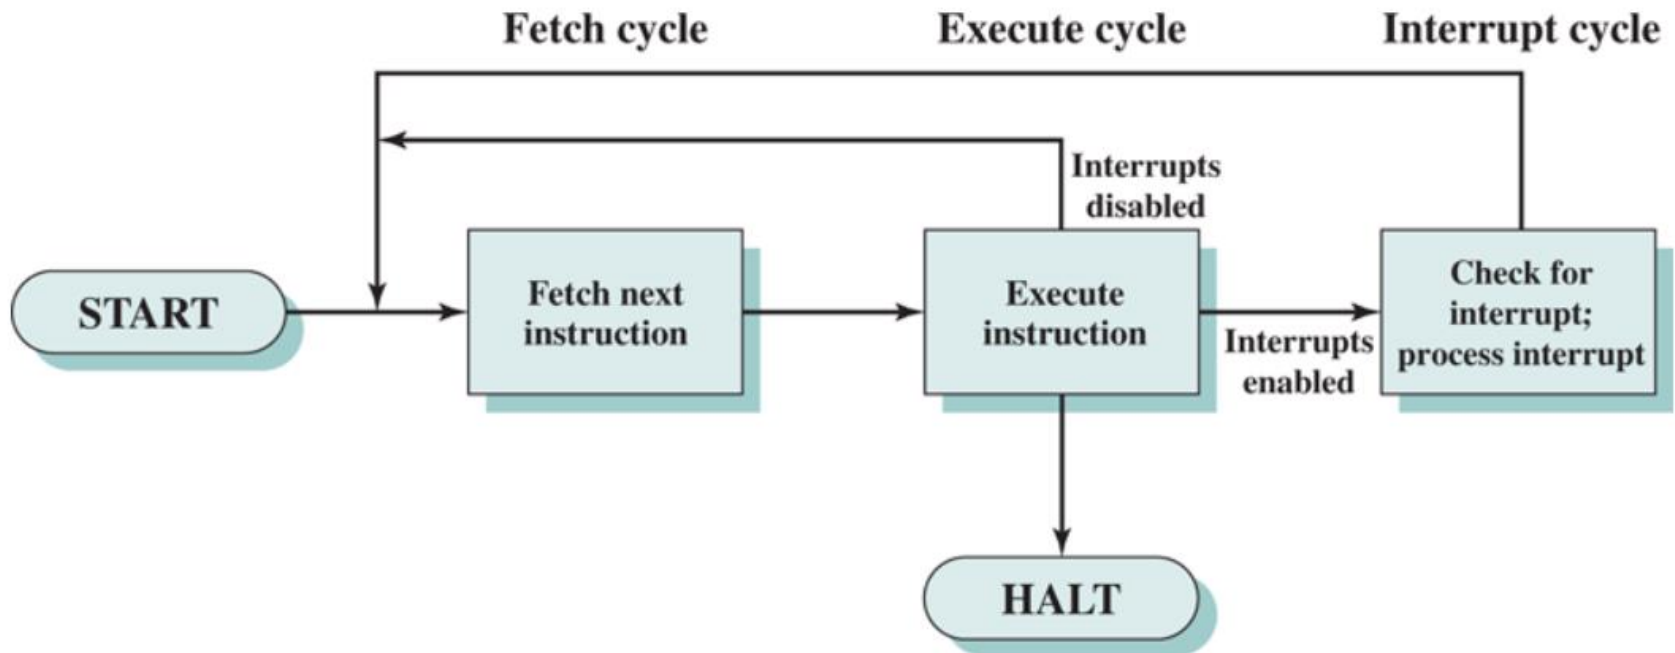 Fetch cycle
Execute cycle
Interrupt cycle
Interrupts
disabled
START
Fetch next
instruction
Execute
instruction
Interrupts
enabled
Check for
interrupt;
process interrupt
HALT